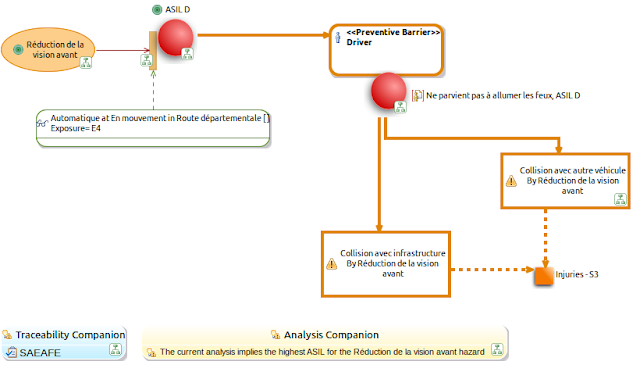 ASIL D
Réduction de la
vision avant
<<Preventive Barrier>>
Driver
Ne parvient pas à allumer les feux, ASIL D
Automatique at En mouvement in Route départementale []
Exposure= E4
Collision avec autre véhicule
By Réduction de la vision
avant
Collision avec infrastructure
By Réduction de la vision
avant
Injuries - S3
Traceability Companion
SAEAFE
Analysis Companion
The current analysis implies the highest ASIL for the Réduction de la vision avant hazard